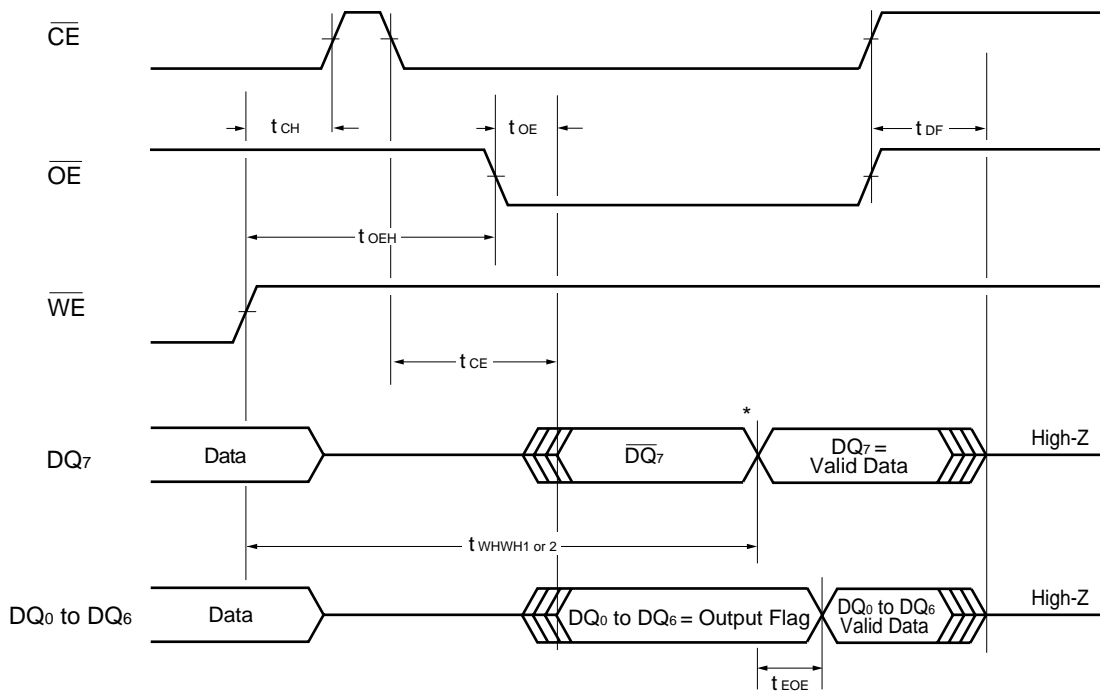 CE
t CH
t OE
t DF
OE
t OEH
WE
t CE
*
DQ7
Data
DQ7
DQ7 =
Valid Data
High-Z
t WHWH1 or 2
DQ0 to DQ6
Data
DQ0 to DQ6 = Output Flag
DQ0 to DQ6
Valid Data
High-Z
t EOE